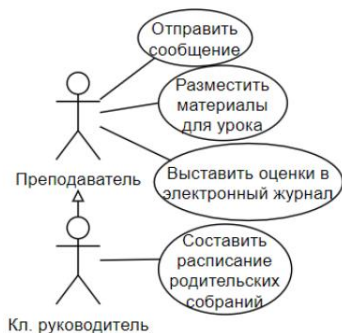 Отправить
сообщение
Разместить
материалы
для урока
Преподаватель
Выставить оценки в
электронный журнал
Составить
расписание
родительских
собраний
Кл. руководитель